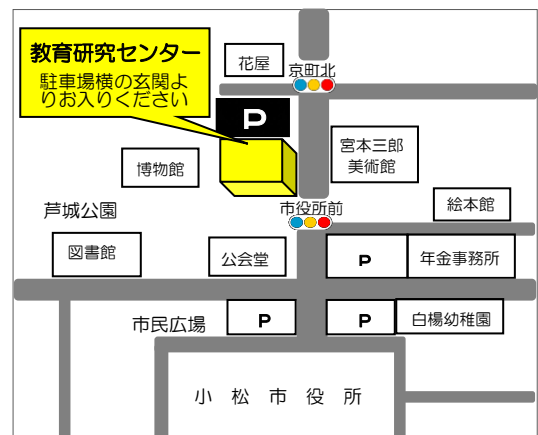 教育研究センター
駐車場横の玄関よ
りお入りください
花屋
京町北
P
宮本三郎
美術館
博物館
芦城公園
市役所前
絵本館
図書館
公会堂
P
年金事務所
市民広場
P
P
白楊幼稚園
小松市役所